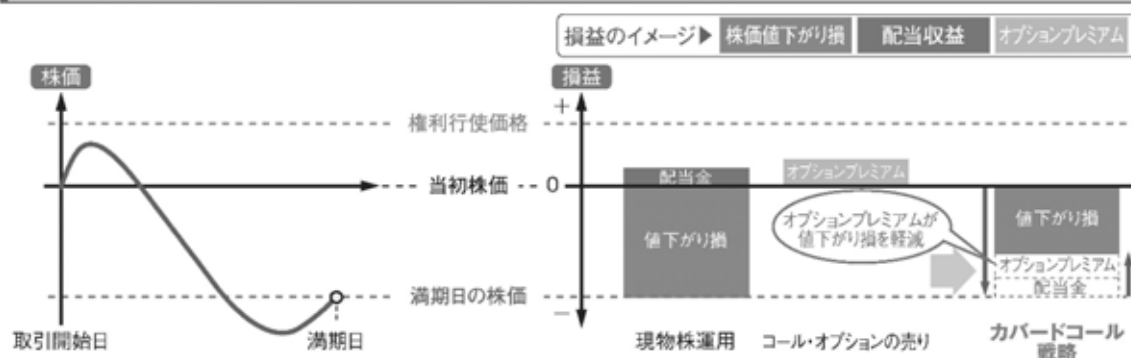 損益のイメージ▶ 株価値下がり損 配当収益 オプションプレミアム
株価
損益
+
権利行使価格
当初株価
0
配当金
オプションプレミアム
値下がり損
オプションプレミアムが
値下がり損を軽減
値下がり損
オプションプレミアム
配当金
満期日の株価
−
取引開始日
満期日
現物株運用
コール・オプションの売り
カバードコール
戦略